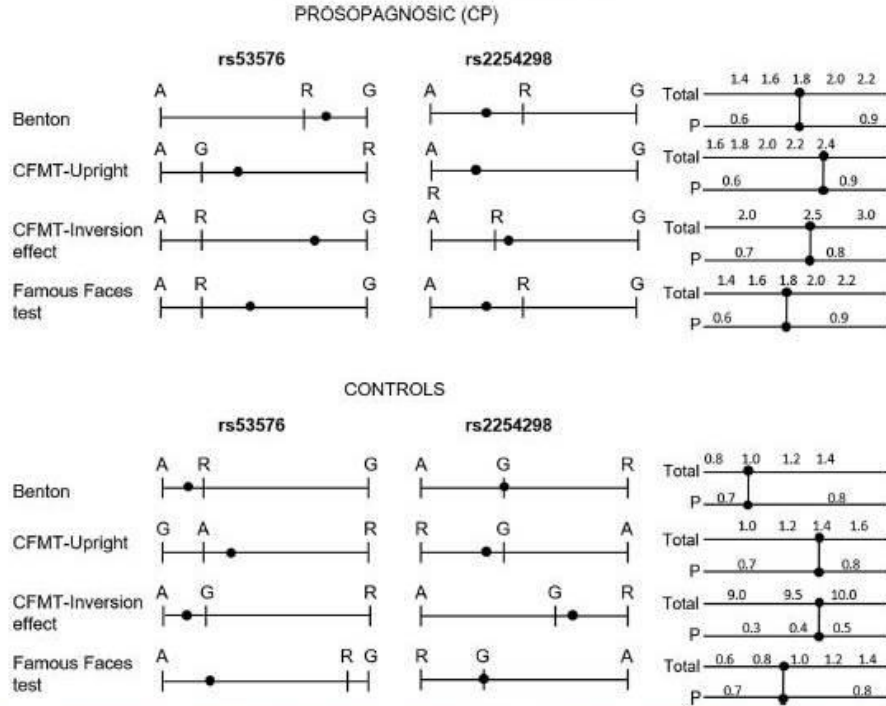 PROSOPAGNOSIC (CP)
rs53576 rs2254298
A R G A R G 1.4 1.6 1.8 2.0 2.2
Benton Total
P 0.6 0.9
A G R A G 1.6 1.8 2.0 2.2 2.4
CFMT-Upright Total
R P 0.6 0.9
A R G A R G 2.0 2.5 3.0
CFMT-Inversion Total
effect P 0.7 0.8
A R G A R G 1.4 1.6 1.8 2.0 2.2
Famous Faces Total
test P 0.6 0.9
CONTROLS
rs53576 rs2254298
A R G A G R 0.8 1.0 1.2 1.4
Benton Total
P 0.7 0.8
G A R R G A 1.0 1.2 1.4 1.6
CFMT-Upright Total
P 0.7 0.8
A G R A G R 9.0 9.5 10.0
CFMT-Inversion Total
effect P 0.3 0.4 0.5
A R G R G A 0.6 0.8 1.0 1.2 1.4
Famous Faces Total
test P 0.7 0.8